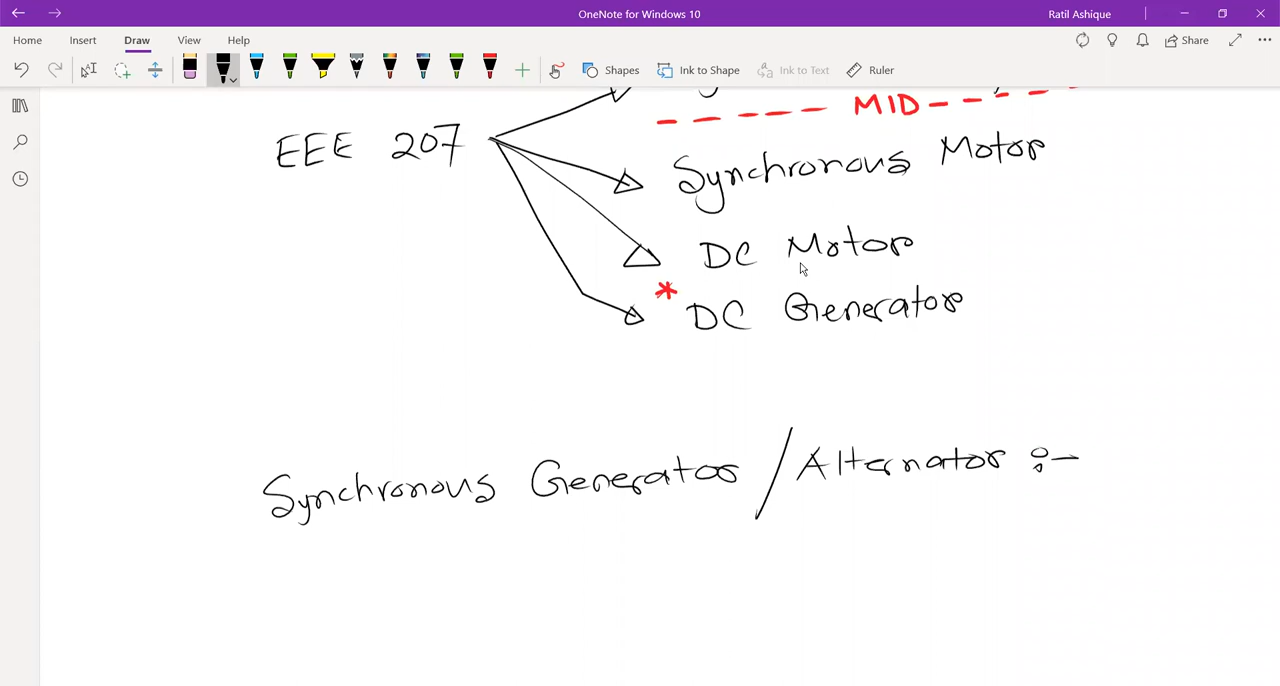 OneNote for Windows 10
Ratil Ashique
Home Insert Draw View Help
Share
Shapes Ink to Shape Ink to Text Ruler
MID
EEE 207
Synchronous Motor
DC Motor
* DC Generator
Synchronous Generator / Alternator :-